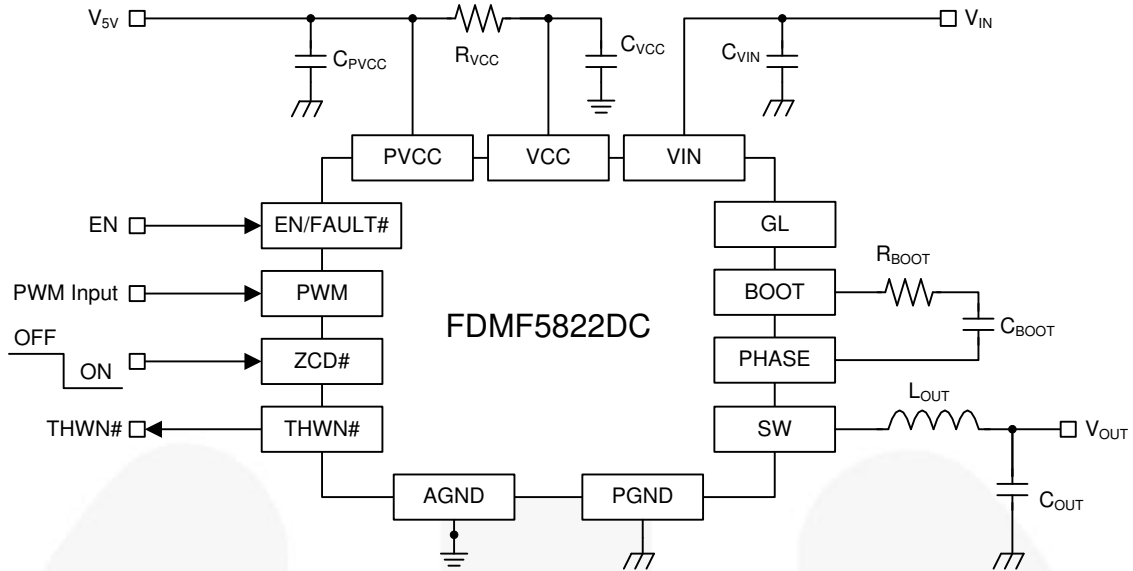 V5V
CPVCC
RVCC
CVCC
CVIN
VIN
PVCC
VCC
VIN
EN
EN/FAULT#
GL
PWM Input
PWM
BOOT
RBOOT
CBOOT
FDMF5822DC
OFF
ON
ZCD#
PHASE
THWN#
THWN#
SW
LOUT
VOUT
COUT
AGND
PGND